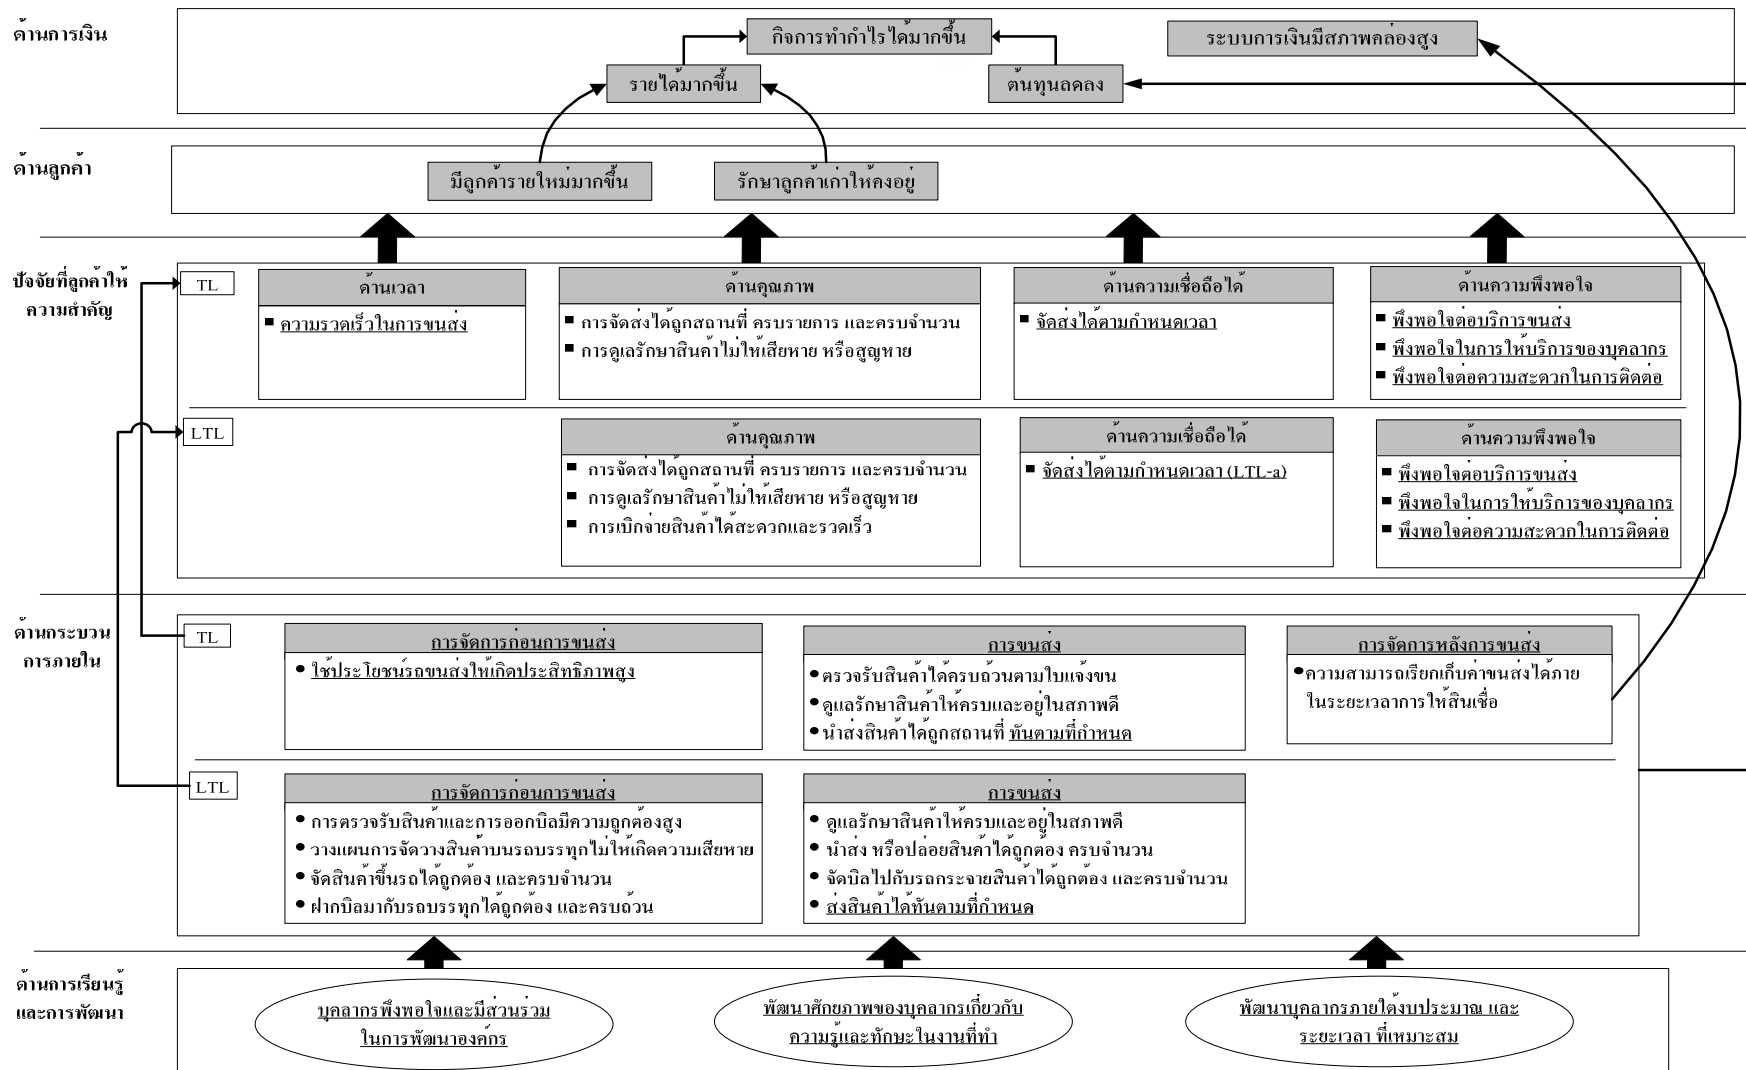 ด้านการเงิน
กิจการทำกำไรได้มากขึ้น
ระบบการเงินมีสภาพคล่องสูง
รายได้มากขึ้น
ต้นทุนลดลง
ด้านลูกค้า
มีลูกค้ารายใหม่มากขึ้น
รักษาลูกค้าเก่าให้คงอยู่
ปัจจัยที่ลูกค้าให้
ความสำคัญ
TL
ด้านเวลา
ความรวดเร็วในการขนส่ง
ด้านคุณภาพ
การจัดส่งได้ถูกสถานที่ ครบรายการ และครบจำนวน
การดูแลรักษาสินค้าไม่ให้เสียหาย หรือสูญหาย
ด้านความเชื่อถือได้
จัดส่งได้ตามกำหนดเวลา
ด้านความพึงพอใจ
พึงพอใจต่อบริการขนส่ง
พึงพอใจในการให้บริการของบุคลากร
พึงพอใจต่อความสะดวกในการติดต่อ
LTL
ด้านคุณภาพ
การจัดส่งได้ถูกสถานที่ ครบรายการ และครบจำนวน
การดูแลรักษาสินค้าไม่ให้เสียหาย หรือสูญหาย
การเบิกจ่ายสินค้าได้สะดวกและรวดเร็ว
ด้านความเชื่อถือได้
จัดส่งได้ตามกำหนดเวลา (LTL-a)
ด้านความพึงพอใจ
พึงพอใจต่อบริการขนส่ง
พึงพอใจในการให้บริการของบุคลากร
พึงพอใจต่อความสะดวกในการติดต่อ
ด้านกระบวน
การภายใน
TL
การจัดการก่อนการขนส่ง
ใช้ประโยชน์รถขนส่งให้เกิดประสิทธิภาพสูง
การขนส่ง
ตรวจรับสินค้าได้ครบถ้วนตามใบแจ้งขน
ดูแลรักษาสินค้าให้ครบและอยู่ในสภาพดี
นำส่งสินค้าได้ถูกสถานที่ ทันตามที่กำหนด
การจัดการหลังการขนส่ง
ความสามารถเรียกเก็บค่าขนส่งได้ภาย
ในระยะเวลาการให้สินเชื่อ
LTL
การจัดการก่อนการขนส่ง
การตรวจรับสินค้าและการออกบิลมีความถูกต้องสูง
วางแผนการจัดวางสินค้าบนรถบรรทุกไม่ให้เกิดความเสียหาย
จัดสินค้าขึ้นรถได้ถูกต้อง และครบจำนวน
ฝากบิลมากับรถบรรทุกได้ถูกต้อง และครบถ้วน
การขนส่ง
ดูแลรักษาสินค้าให้ครบและอยู่ในสภาพดี
นำส่ง หรือปล่อยสินค้าได้ถูกต้อง ครบจำนวน
จัดบิลไปกับรถกระจายสินค้าได้ถูกต้อง และครบจำนวน
ส่งสินค้าได้ทันตามที่กำหนด
ด้านการเรียนรู้
และการพัฒนา
บุคลากรพึงพอใจและมีส่วนร่วม
ในการพัฒนาองค์กร
พัฒนาศักยภาพของบุคลากรเกี่ยวกับ
ความรู้และทักษะในงานที่ทำ
พัฒนาบุคลากรภายใต้งบประมาณ และ
ระยะเวลา ที่เหมาะสม